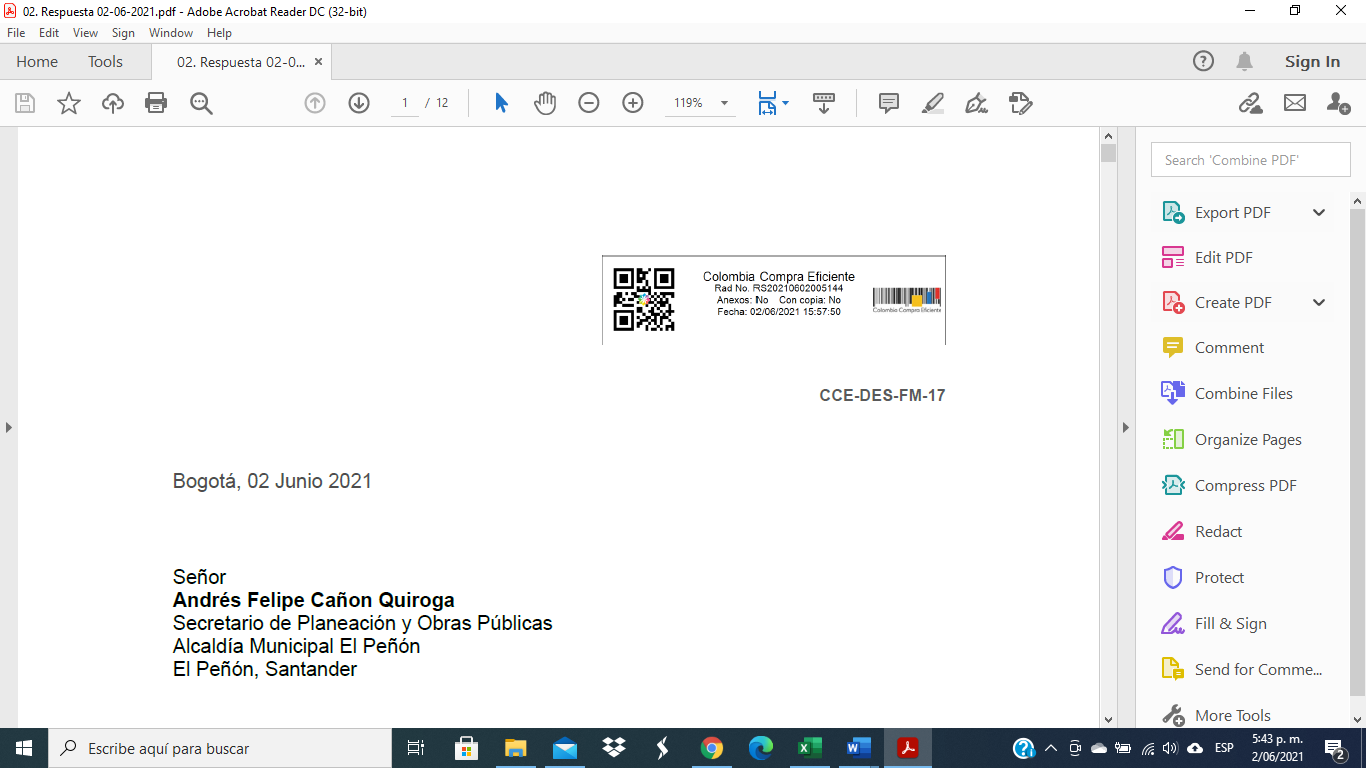 02. Respuesta 02-06-2021.pdf - Adobe Acrobat Reader DC (32-bit)
File Edit View Sign Window Help
Home Tools 02. Respuesta 02-0... × Sign In
1 / 12 119%
Search 'Combine PDF'
Export PDF
Edit PDF
Create PDF
Comment
Combine Files
Organize Pages
Compress PDF
Redact
Protect
Fill & Sign
Send for Comme...
More Tools
Colombia Compra Eficiente
Rad No. RS20210602005144
Anexos: No Con copia: No
Fecha: 02/06/2021 15:57:50
Colombia Compra Eficiente
CCE-DES-FM-17
Bogotá, 02 Junio 2021
Señor
Andrés Felipe Cañon Quiroga
Secretario de Planeación y Obras Públicas
Alcaldía Municipal El Peñón
El Peñón, Santander
Escribe aquí para buscar
ESP
5:43 p. m.
2/06/2021
2